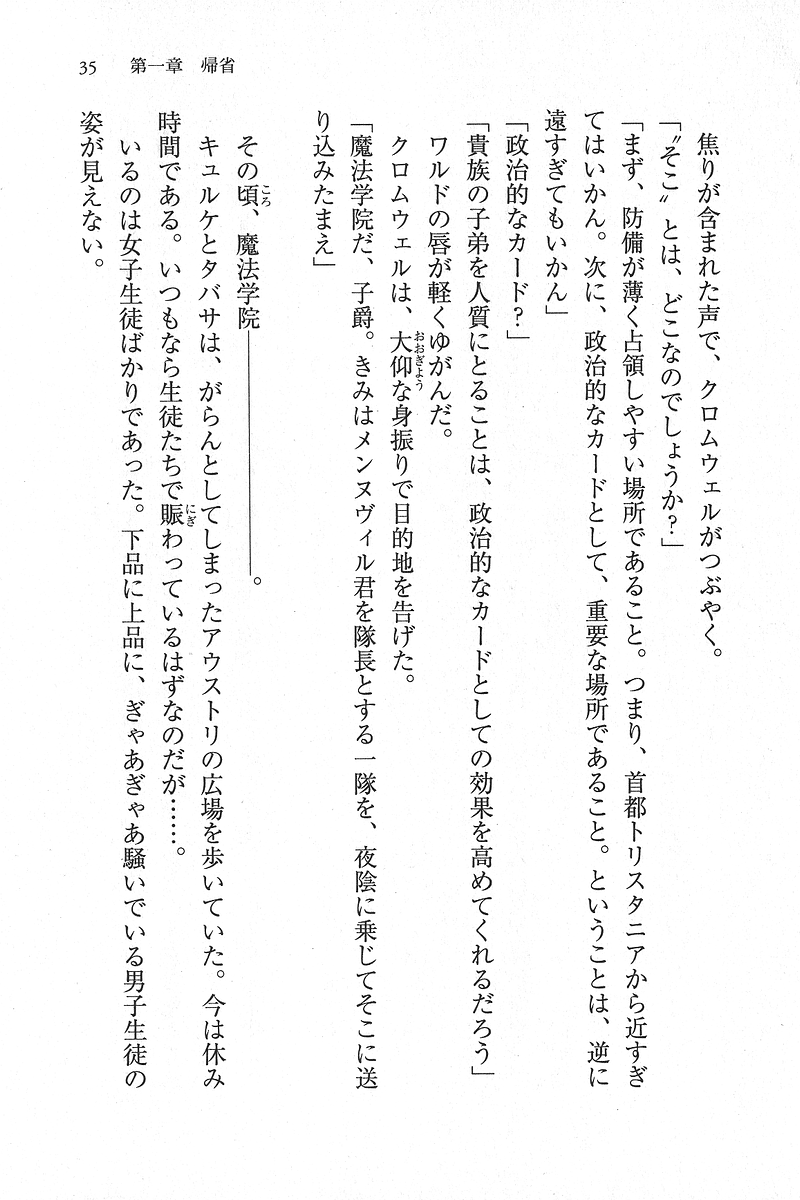 35　第一章　帰省
焦りが含まれた声で、クロムウェルがつぶやく。
「〝そこ〟とは、どこなのでしょうか？」
「まず、防備が薄く占領しやすい場所であること。つまり、首都トリスタニアから近すぎ
てはいかん。次に、政治的なカードとして、重要な場所であること。ということは、逆に
遠すぎてもいかん」
「政治的なカード？」
「貴族の子弟を人質にとることは、政治的なカードとしての効果を高めてくれるだろう」
ワルドの唇が軽くゆがんだ。
クロムウェルは、大仰な身振りで目的地を告げた。
「魔法学院だ、子爵。きみはメンヌヴィル君を隊長とする一隊を、夜陰に乗じてそこに送
り込みたまえ」
その頃、魔法学院――――――――――。
キュルケとタバサは、がらんとしてしまったアウストリの広場を歩いていた。今は休み
時間である。いつもなら生徒たちで賑わっているはずなのだが……。
いるのは女子生徒ばかりであった。下品に上品に、ぎゃあぎゃあ騒いでいる男子生徒の
姿が見えない。